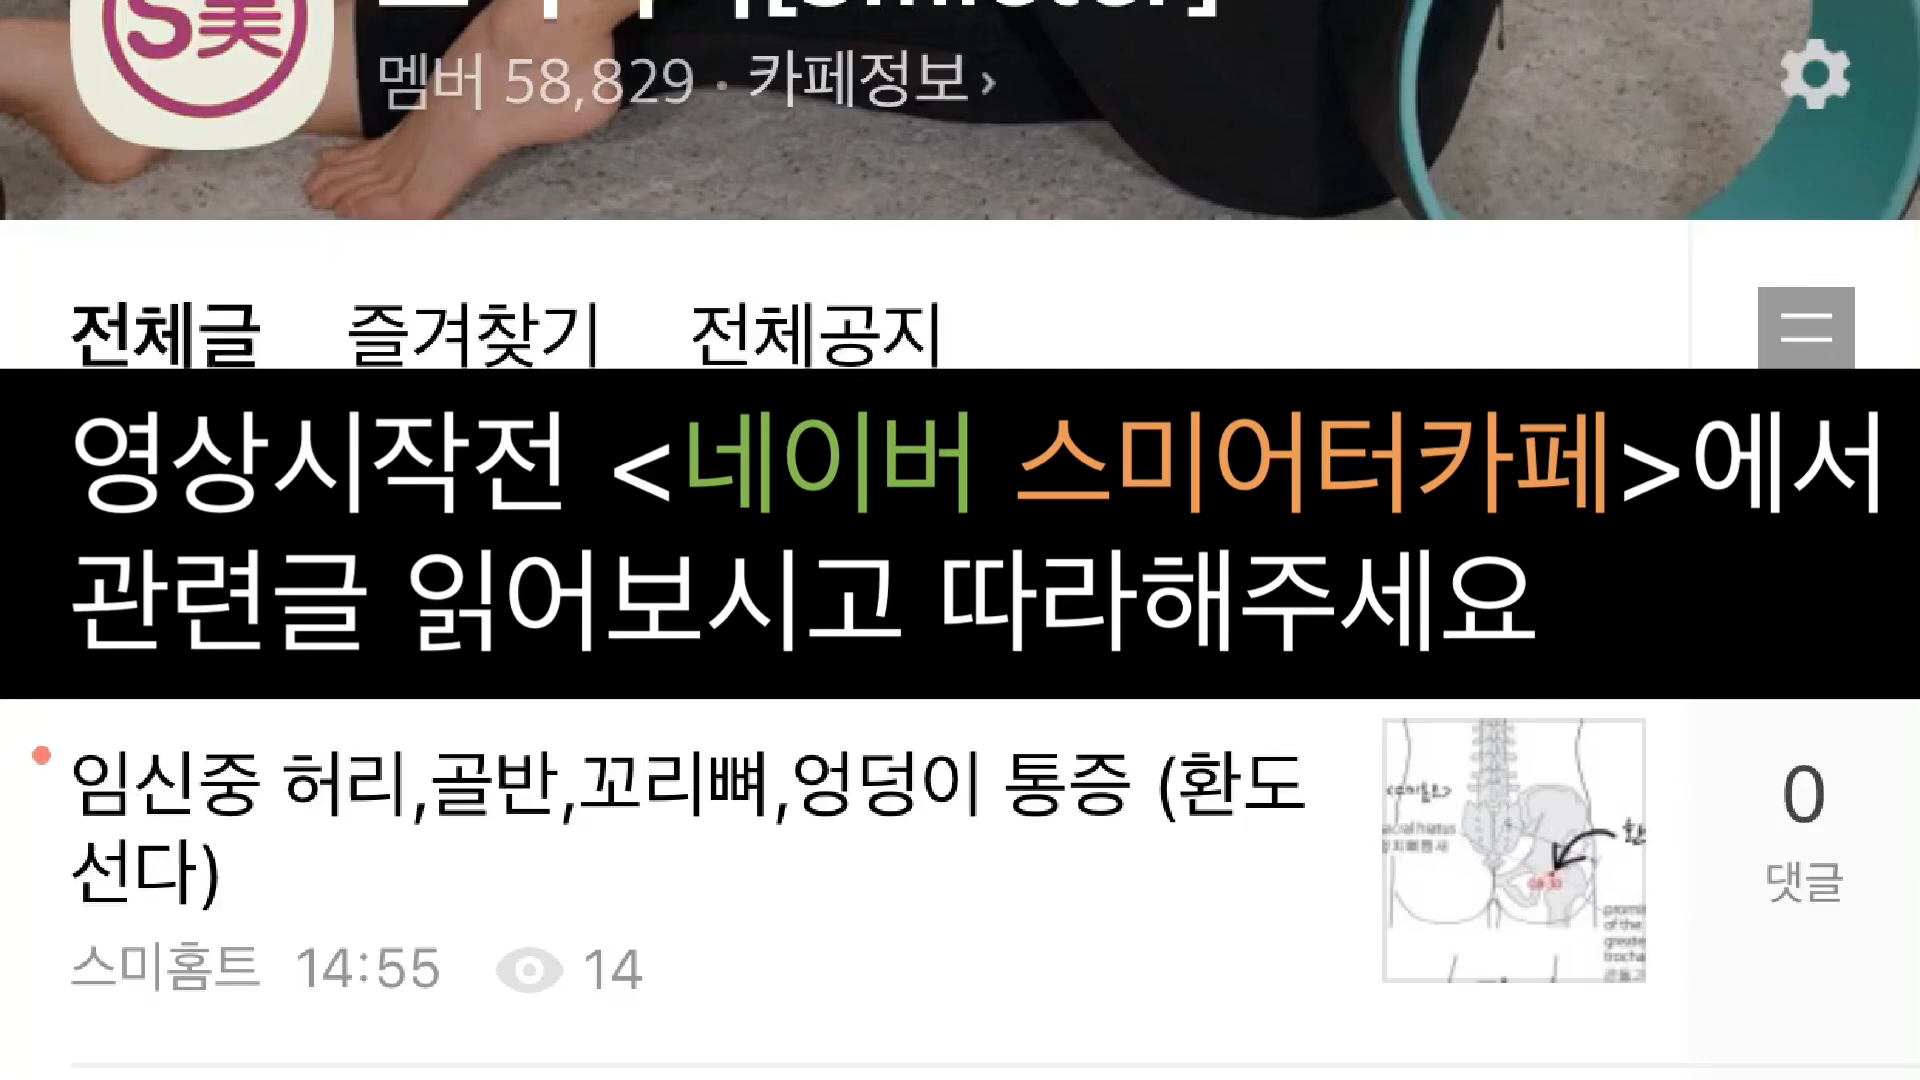 S美
멤버 58,829 · 카페정보 ›
전체글 즐겨찾기 전체공지
영상시작전 <네이버 스미어터카페>에서
관련글 읽어보시고 따라해주세요
임신중 허리,골반,꼬리뼈,엉덩이 통증 (환도
선다)
스미홈트 14:55 14
0
댓글